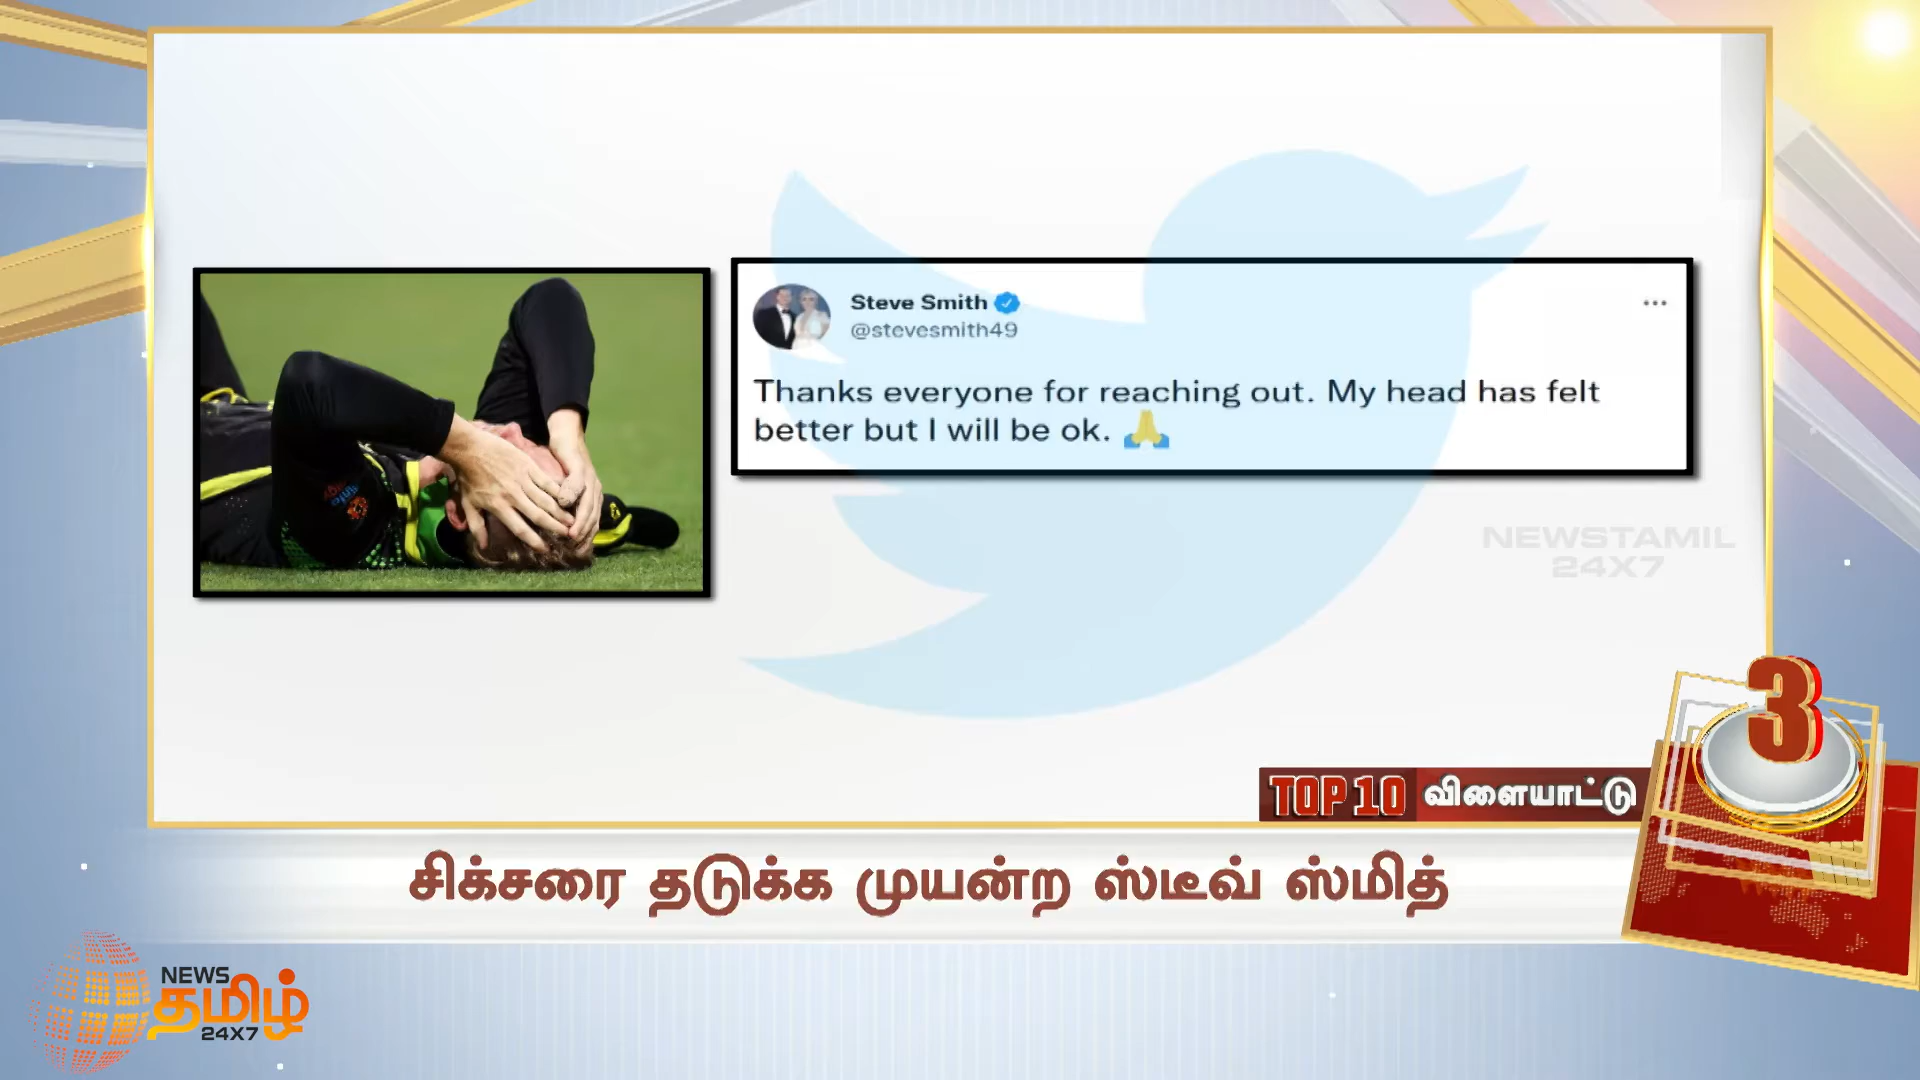 Steve Smith
@stevesmith49
Thanks everyone for reaching out. My head has felt
better but I will be ok. 🙏
NEWSTAMIL
24X7
3
TOP 10 விளையாட்டு
சிக்சரை தடுக்க முயன்ற ஸ்டீவ் ஸ்மித்
NEWS
தமிழ்
24X7